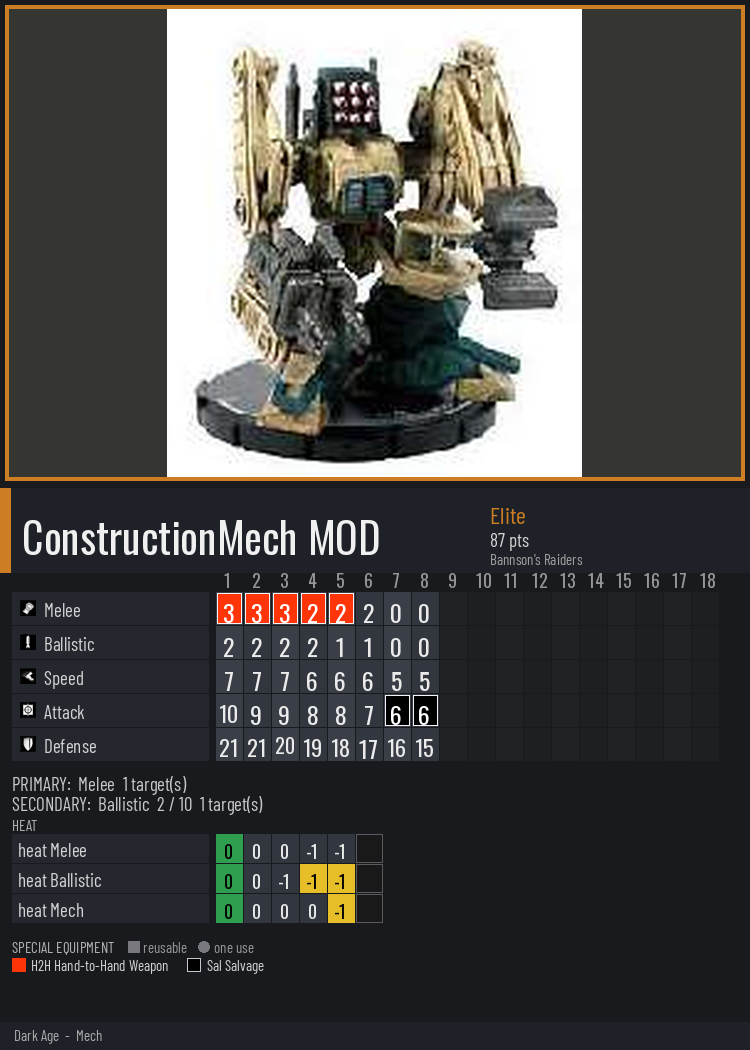 ConstructionMech MOD
Elite
87 pts
Bannson's Raiders
1 2 3 4 5 6 7 8 9 10 11 12 13 14 15 16 17 18
Melee 3 3 3 2 2 2 0 0
Ballistic 2 2 2 2 1 1 0 0
Speed 7 7 7 6 6 6 5 5
Attack 10 9 9 8 8 7 6 6
Defense 21 21 20 19 18 17 16 15
PRIMARY: Melee 1 target(s)
SECONDARY: Ballistic 2 / 10 1 target(s)
HEAT
heat Melee 0 0 0 -1 -1
heat Ballistic 0 0 -1 -1 -1
heat Mech 0 0 0 0 -1
SPECIAL EQUIPMENT reusable one use
H2H Hand-to-Hand Weapon Sal Salvage
Dark Age - Mech